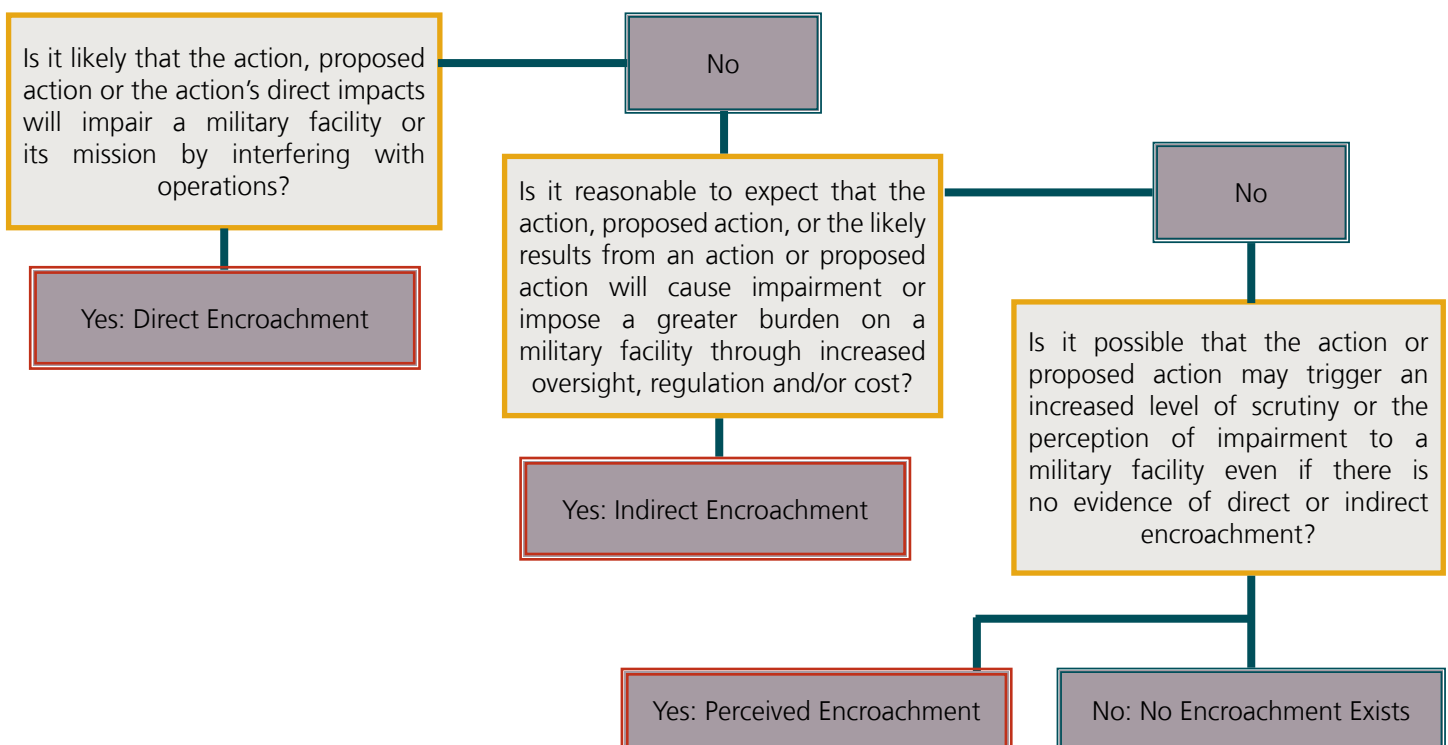 Is it likely that the action, proposed
action or the action's direct impacts
will impair a military facility or
its mission by interfering with
operations?
No
Yes: Direct Encroachment
Is it reasonable to expect that the
action, proposed action, or the likely
results from an action or proposed
action will cause impairment or
impose a greater burden on a
military facility through increased
oversight, regulation and/or cost?
No
Yes: Indirect Encroachment
Is it possible that the action or
proposed action may trigger an
increased level of scrutiny or the
perception of impairment to a
military facility even if there is
no evidence of direct or indirect
encroachment?
Yes: Perceived Encroachment
No: No Encroachment Exists